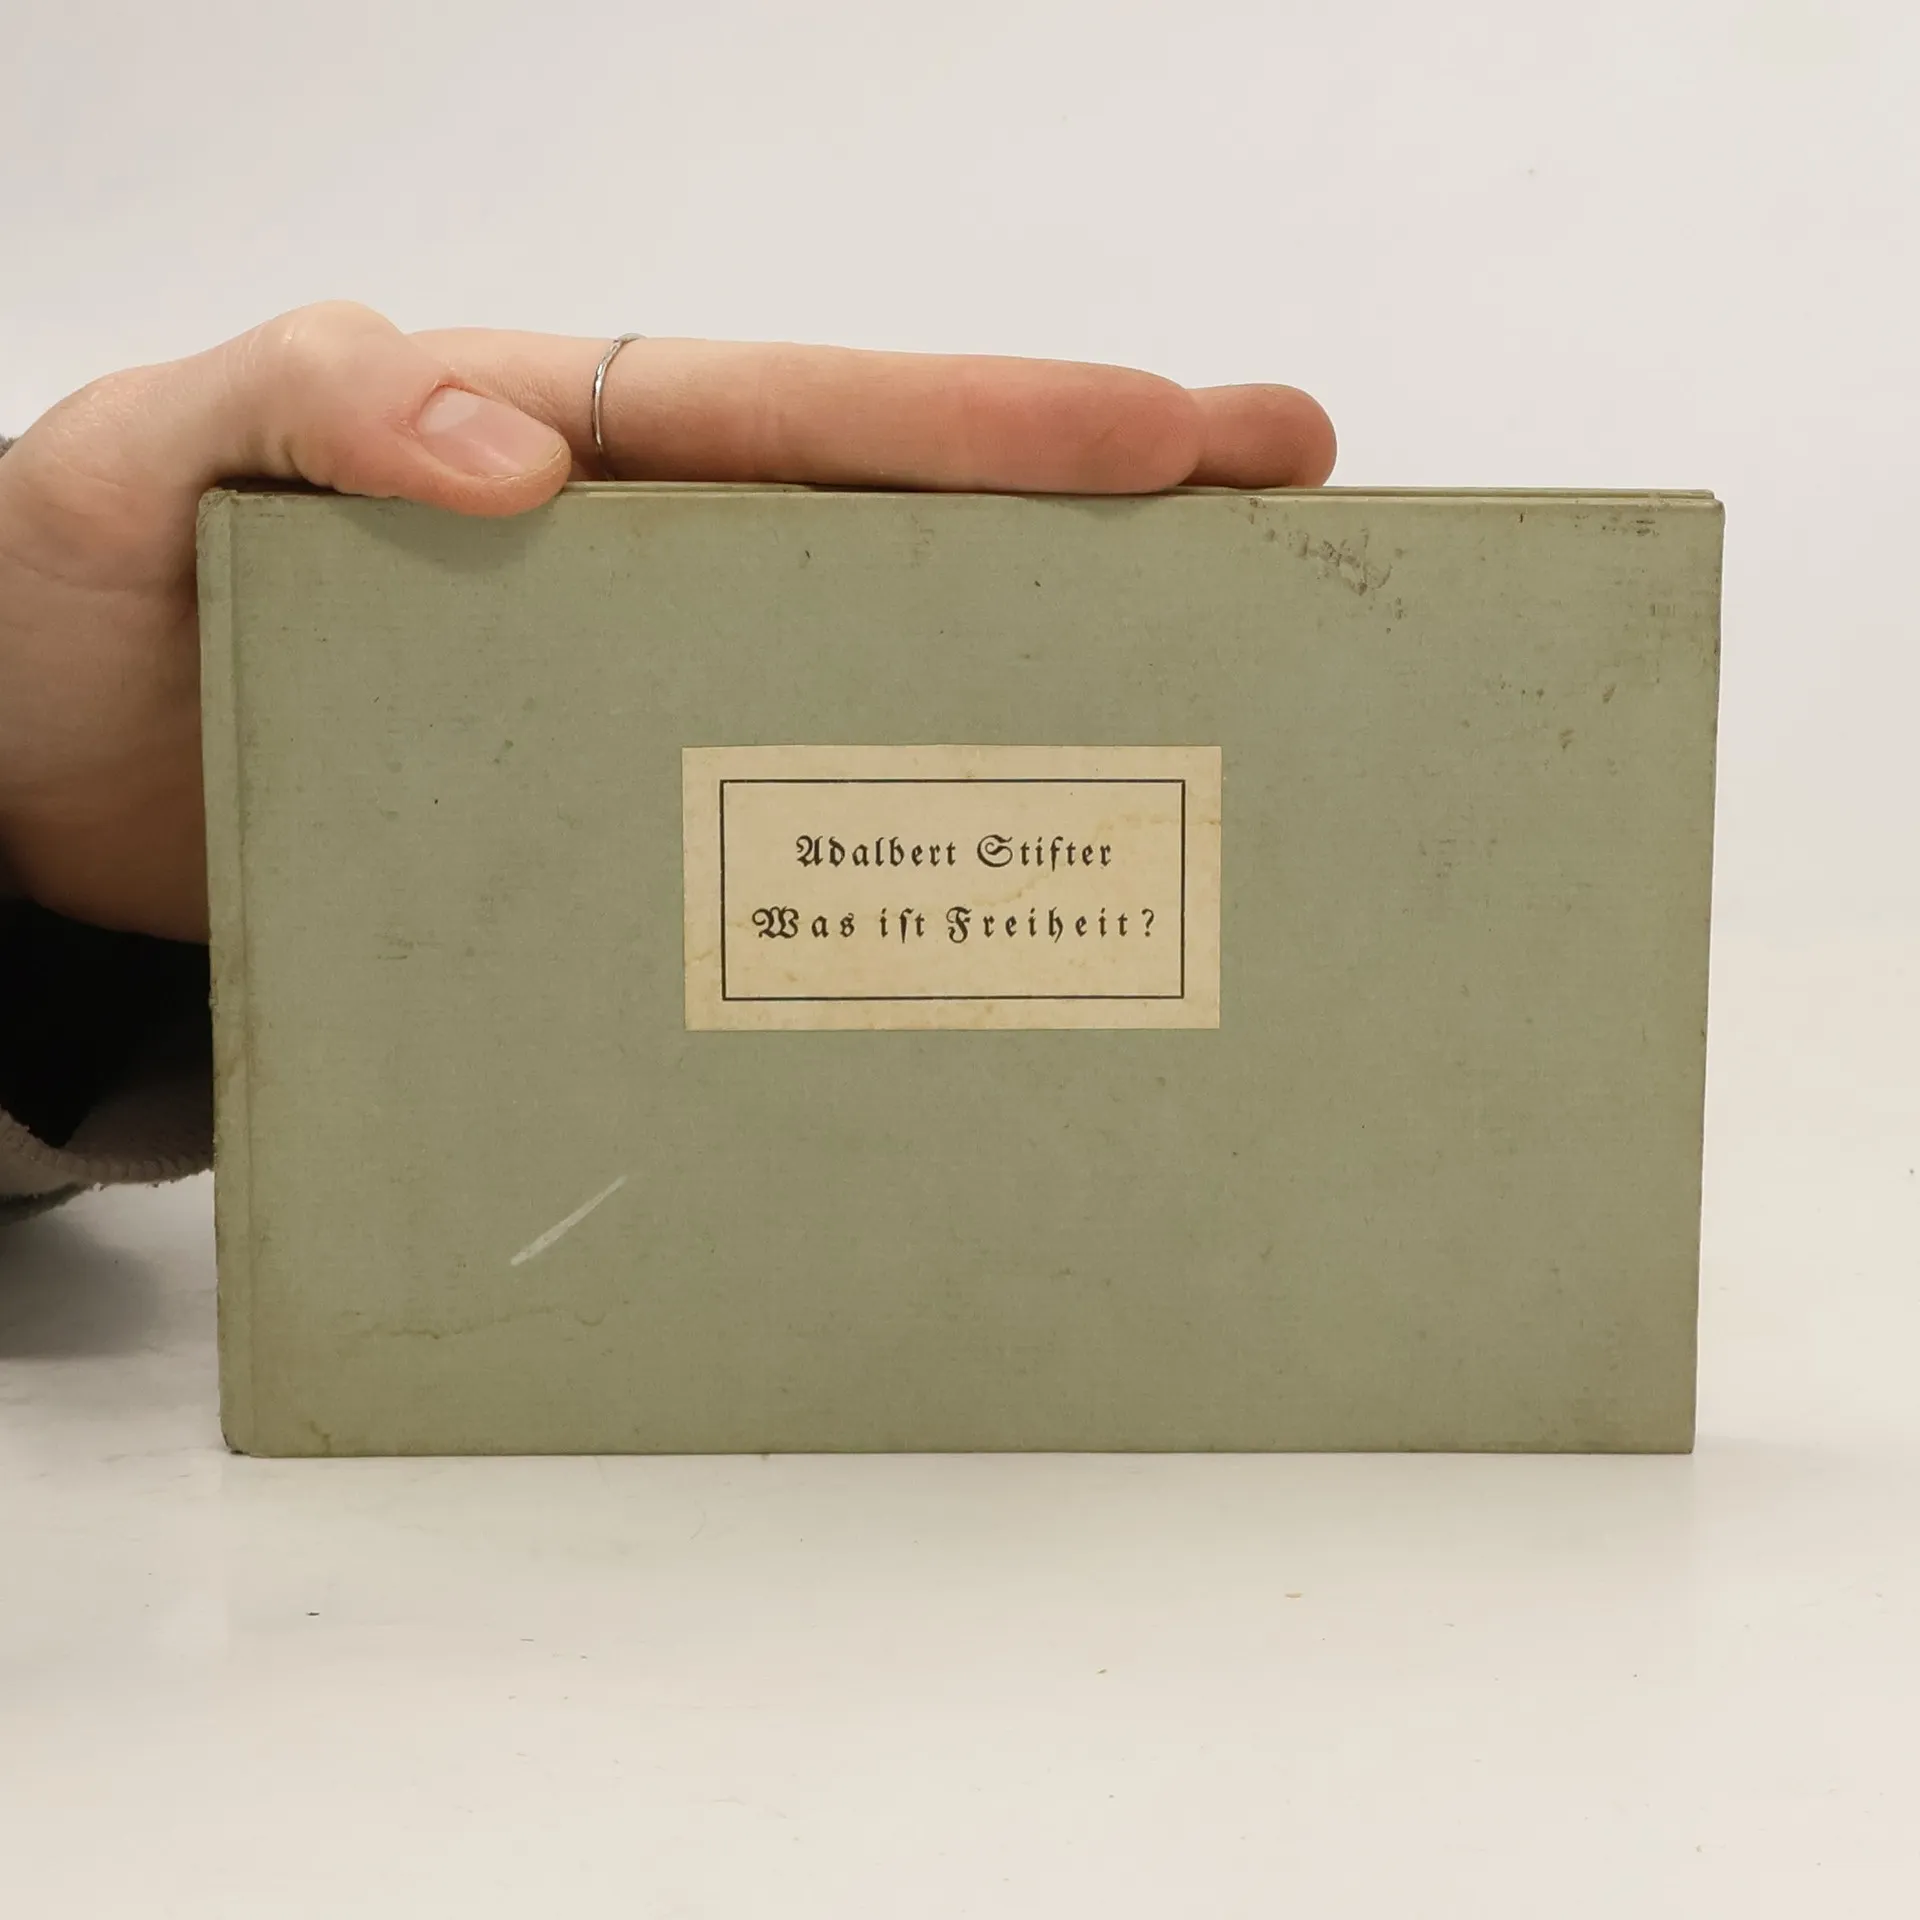 Adalbert Stifter
Was iſt Freiheit?